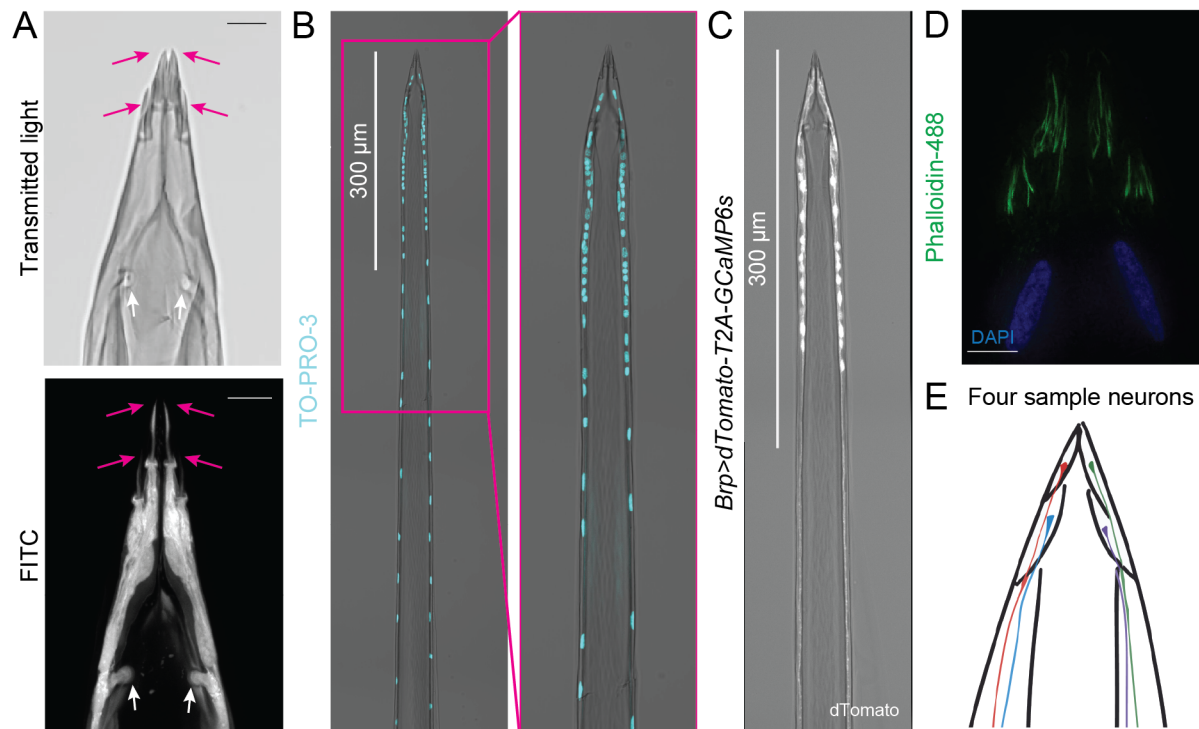 A
Transmitted light
FITC
B
TO-PRO-3
300 µm
C
Brp>dTomato-T2A-GCaMP6s
300 µm
dTomato
D
Phalloidin-488
DAPI
E
Four sample neurons